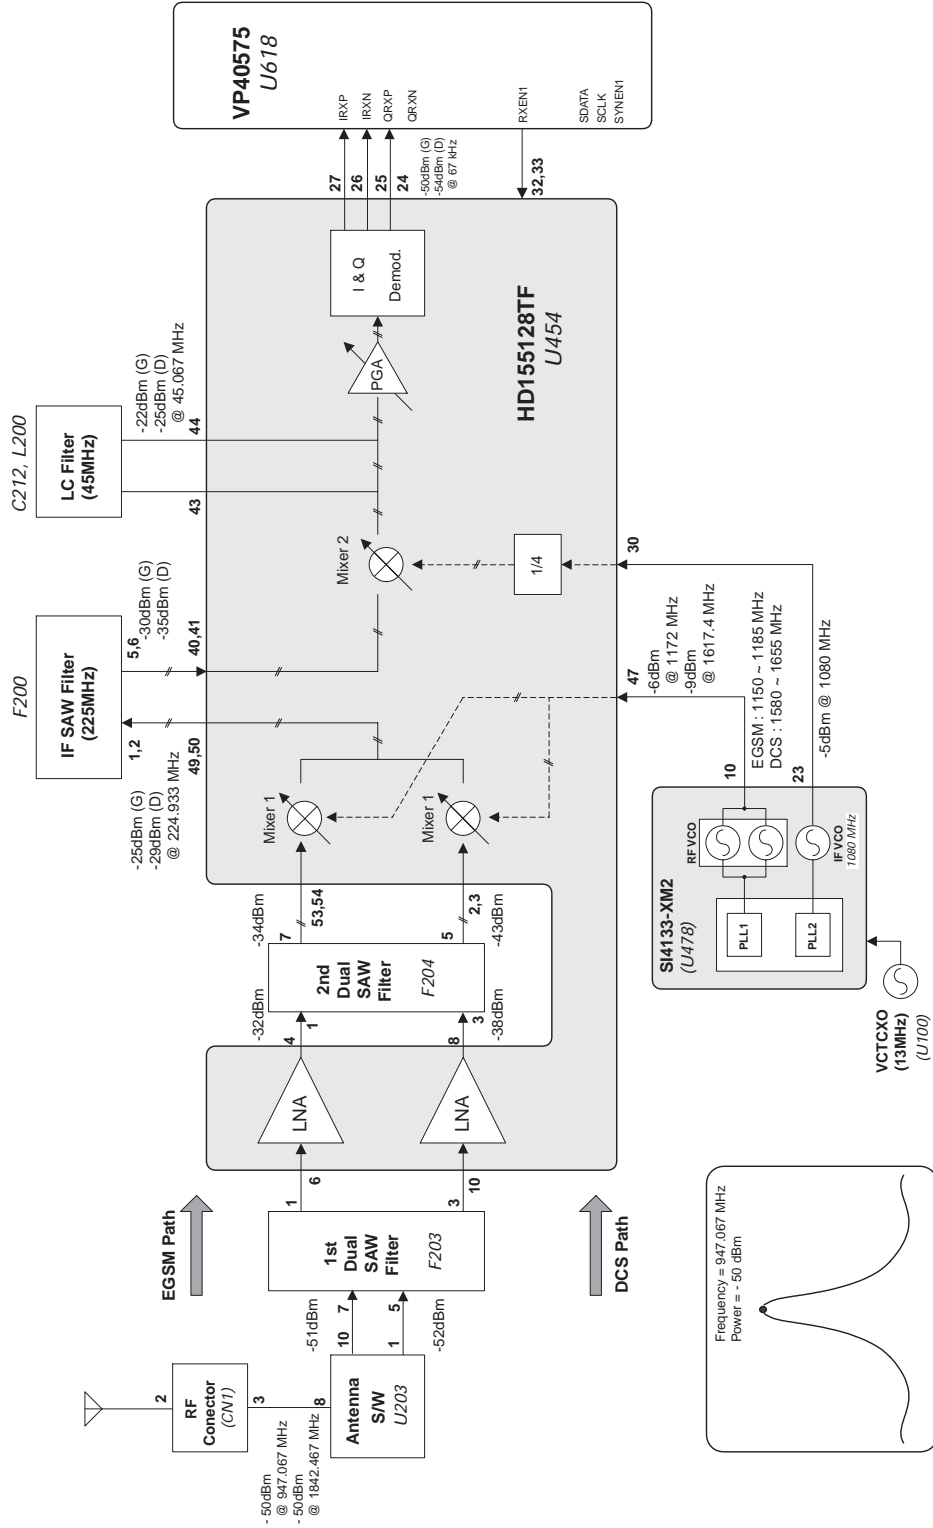 RF
Conector
(CN1)
2
3
- 50dBm
@ 947.067 MHz
- 50dBm
@ 1842.467 MHz
8
Antenna
S/W
U203
10
1
-51dBm
7
5
-52dBm
EGSM Path
1st
Dual
SAW
Filter
F203
DCS Path
1
6
3
10
LNA
LNA
4
8
-32dBm
1
3
-38dBm
2nd
Dual
SAW
Filter
F204
-34dBm
7
53,54
5
2,3
-43dBm
Mixer 1
Mixer 1
-25dBm (G)
-29dBm (D)
@ 224.933 MHz
1,2
49,50
F200
IF SAW Filter
(225MHz)
5,6
-30dBm (G)
-35dBm (D)
40,41
Mixer 2
1/4
C212, L200
LC Filter
(45MHz)
43
44
-22dBm (G)
-25dBm (D)
@ 45.067 MHz
PGA
I & Q
Demod.
HD155128TF
U454
27
26
25
24
-50dBm (G)
-54dBm (D)
@ 67 kHz
32,33
VP40575
U618
IRXP
IRXN
QRXP
QRXN
RXEN1
SDATA
SCLK
SYNEN1
47
-6dBm
@ 1172 MHz
-9dBm
@ 1617.4 MHz
30
EGSM : 1150 ~ 1185 MHz
DCS : 1580 ~ 1655 MHz
-5dBm @ 1080 MHz
10
23
SI4133-XM2
(U478)
RF VCO
PLL1
PLL2
IF VCO
1080 MHz
VCTCXO
(13MHz)
(U100)
Frequency = 947.067 MHz
Power = - 50 dBm